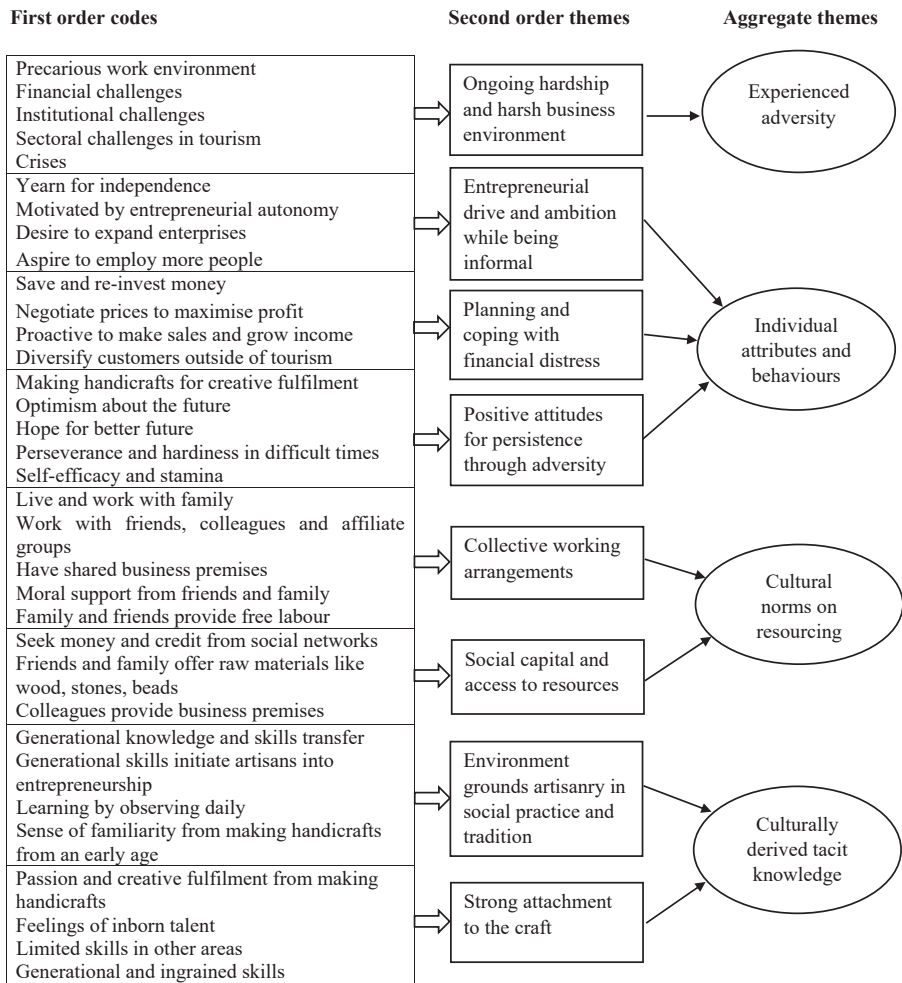 First order codes
Second order themes
Aggregate themes
Precarious work environment
Financial challenges
Institutional challenges
Sectoral challenges in tourism
Crises
Ongoing hardship
and harsh business
environment
Experienced
adversity
Yearn for independence
Motivated by entrepreneurial autonomy
Desire to expand enterprises
Aspire to employ more people
Entrepreneurial
drive and ambition
while being
informal
Save and re-invest money
Negotiate prices to maximise profit
Proactive to make sales and grow income
Diversify customers outside of tourism
Planning and
coping with
financial distress
Individual
attributes and
behaviours
Making handicrafts for creative fulfilment
Optimism about the future
Hope for better future
Perseverance and hardiness in difficult times
Self-efficacy and stamina
Positive attitudes
for persistence
through adversity
Live and work with family
Work with friends, colleagues and affiliate
groups
Have shared business premises
Moral support from friends and family
Family and friends provide free labour
Collective working
arrangements
Cultural
norms on
resourcing
Seek money and credit from social networks
Friends and family offer raw materials like
wood, stones, beads
Colleagues provide business premises
Social capital and
access to resources
Generational knowledge and skills transfer
Generational skills initiate artisans into
entrepreneurship
Learning by observing daily
Sense of familiarity from making handicrafts
from an early age
Environment
grounds artisanry in
social practice and
tradition
Culturally
derived tacit
knowledge
Passion and creative fulfilment from making
handicrafts
Feelings of inborn talent
Limited skills in other areas
Generational and ingrained skills
Strong attachment
to the craft